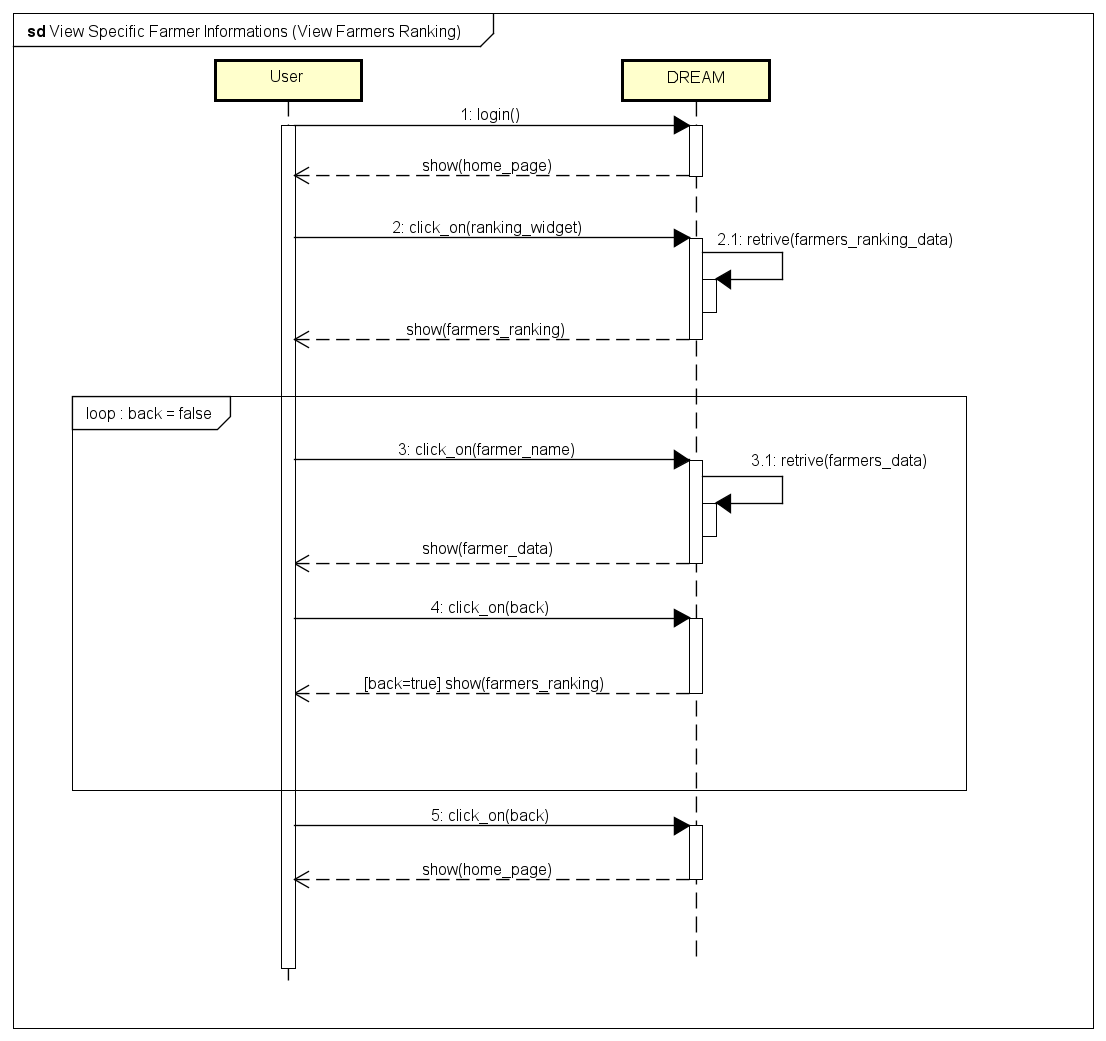 sd View Specific Farmer Informations (View Farmers Ranking)
User
DREAM
1: login()
show(home_page)
2: click_on(ranking_widget)
2.1: retrive(farmers_ranking_data)
show(farmers_ranking)
loop : back = false
3: click_on(farmer_name)
3.1: retrive(farmers_data)
show(farmer_data)
4: click_on(back)
[back=true] show(farmers_ranking)
5: click_on(back)
show(home_page)